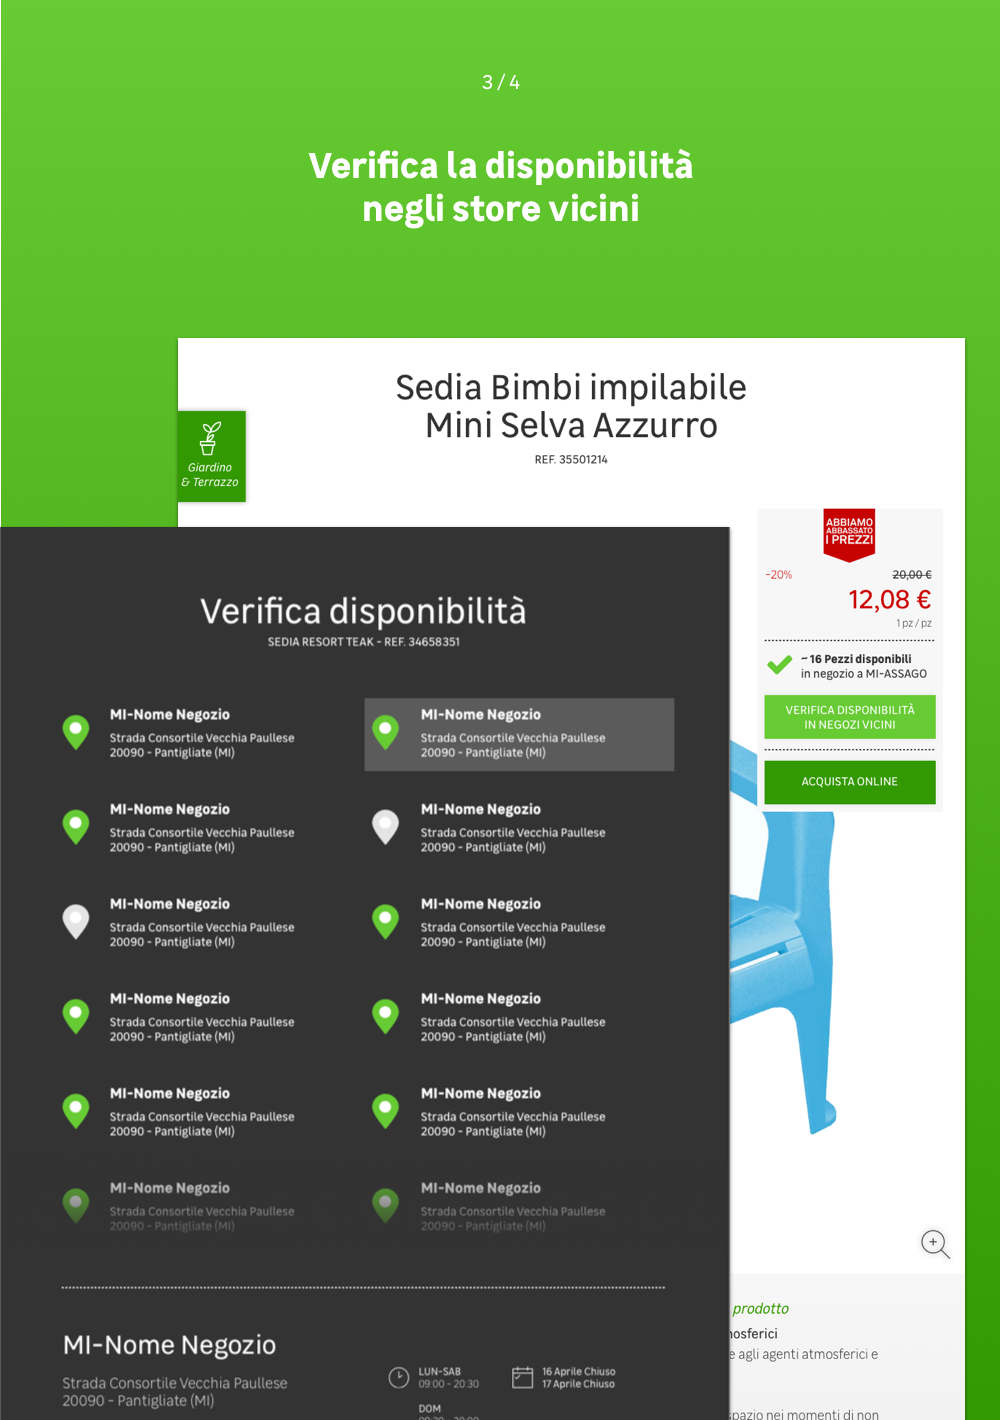 3 / 4
Verifica la disponibilità
negli store vicini
Sedia Bimbi impilabile
Mini Selva Azzurro
REF. 35501214
Giardino
& Terrazzo
ABBIAMO
ABBASSATO
I PREZZI
-20% 20,00 €
12,08 €
1 pz / pz
~ 16 Pezzi disponibili
in negozio a MI-ASSAGO
VERIFICA DISPONIBILITÀ
IN NEGOZI VICINI
ACQUISTA ONLINE
Verifica disponibilità
SEDIA RESORT TEAK - REF. 34658351
MI-Nome Negozio
Strada Consortile Vecchia Paullese
20090 - Pantigliate (MI)
MI-Nome Negozio
Strada Consortile Vecchia Paullese
20090 - Pantigliate (MI)
MI-Nome Negozio
Strada Consortile Vecchia Paullese
20090 - Pantigliate (MI)
MI-Nome Negozio
Strada Consortile Vecchia Paullese
20090 - Pantigliate (MI)
MI-Nome Negozio
Strada Consortile Vecchia Paullese
20090 - Pantigliate (MI)
MI-Nome Negozio
Strada Consortile Vecchia Paullese
20090 - Pantigliate (MI)
MI-Nome Negozio
Strada Consortile Vecchia Paullese
20090 - Pantigliate (MI)
MI-Nome Negozio
Strada Consortile Vecchia Paullese
20090 - Pantigliate (MI)
MI-Nome Negozio
Strada Consortile Vecchia Paullese
20090 - Pantigliate (MI)
MI-Nome Negozio
Strada Consortile Vecchia Paullese
20090 - Pantigliate (MI)
MI-Nome Negozio
Strada Consortile Vecchia Paullese
20090 - Pantigliate (MI)
MI-Nome Negozio
Strada Consortile Vecchia Paullese
20090 - Pantigliate (MI)
MI-Nome Negozio
Strada Consortile Vecchia Paullese
20090 - Pantigliate (MI)
LUN-SAB
09:00 - 20.30
DOM
16 Aprile Chiuso
17 Aprile Chiuso
prodotto
nosferici
e agli agenti atmosferici e
spazio nei momenti di non